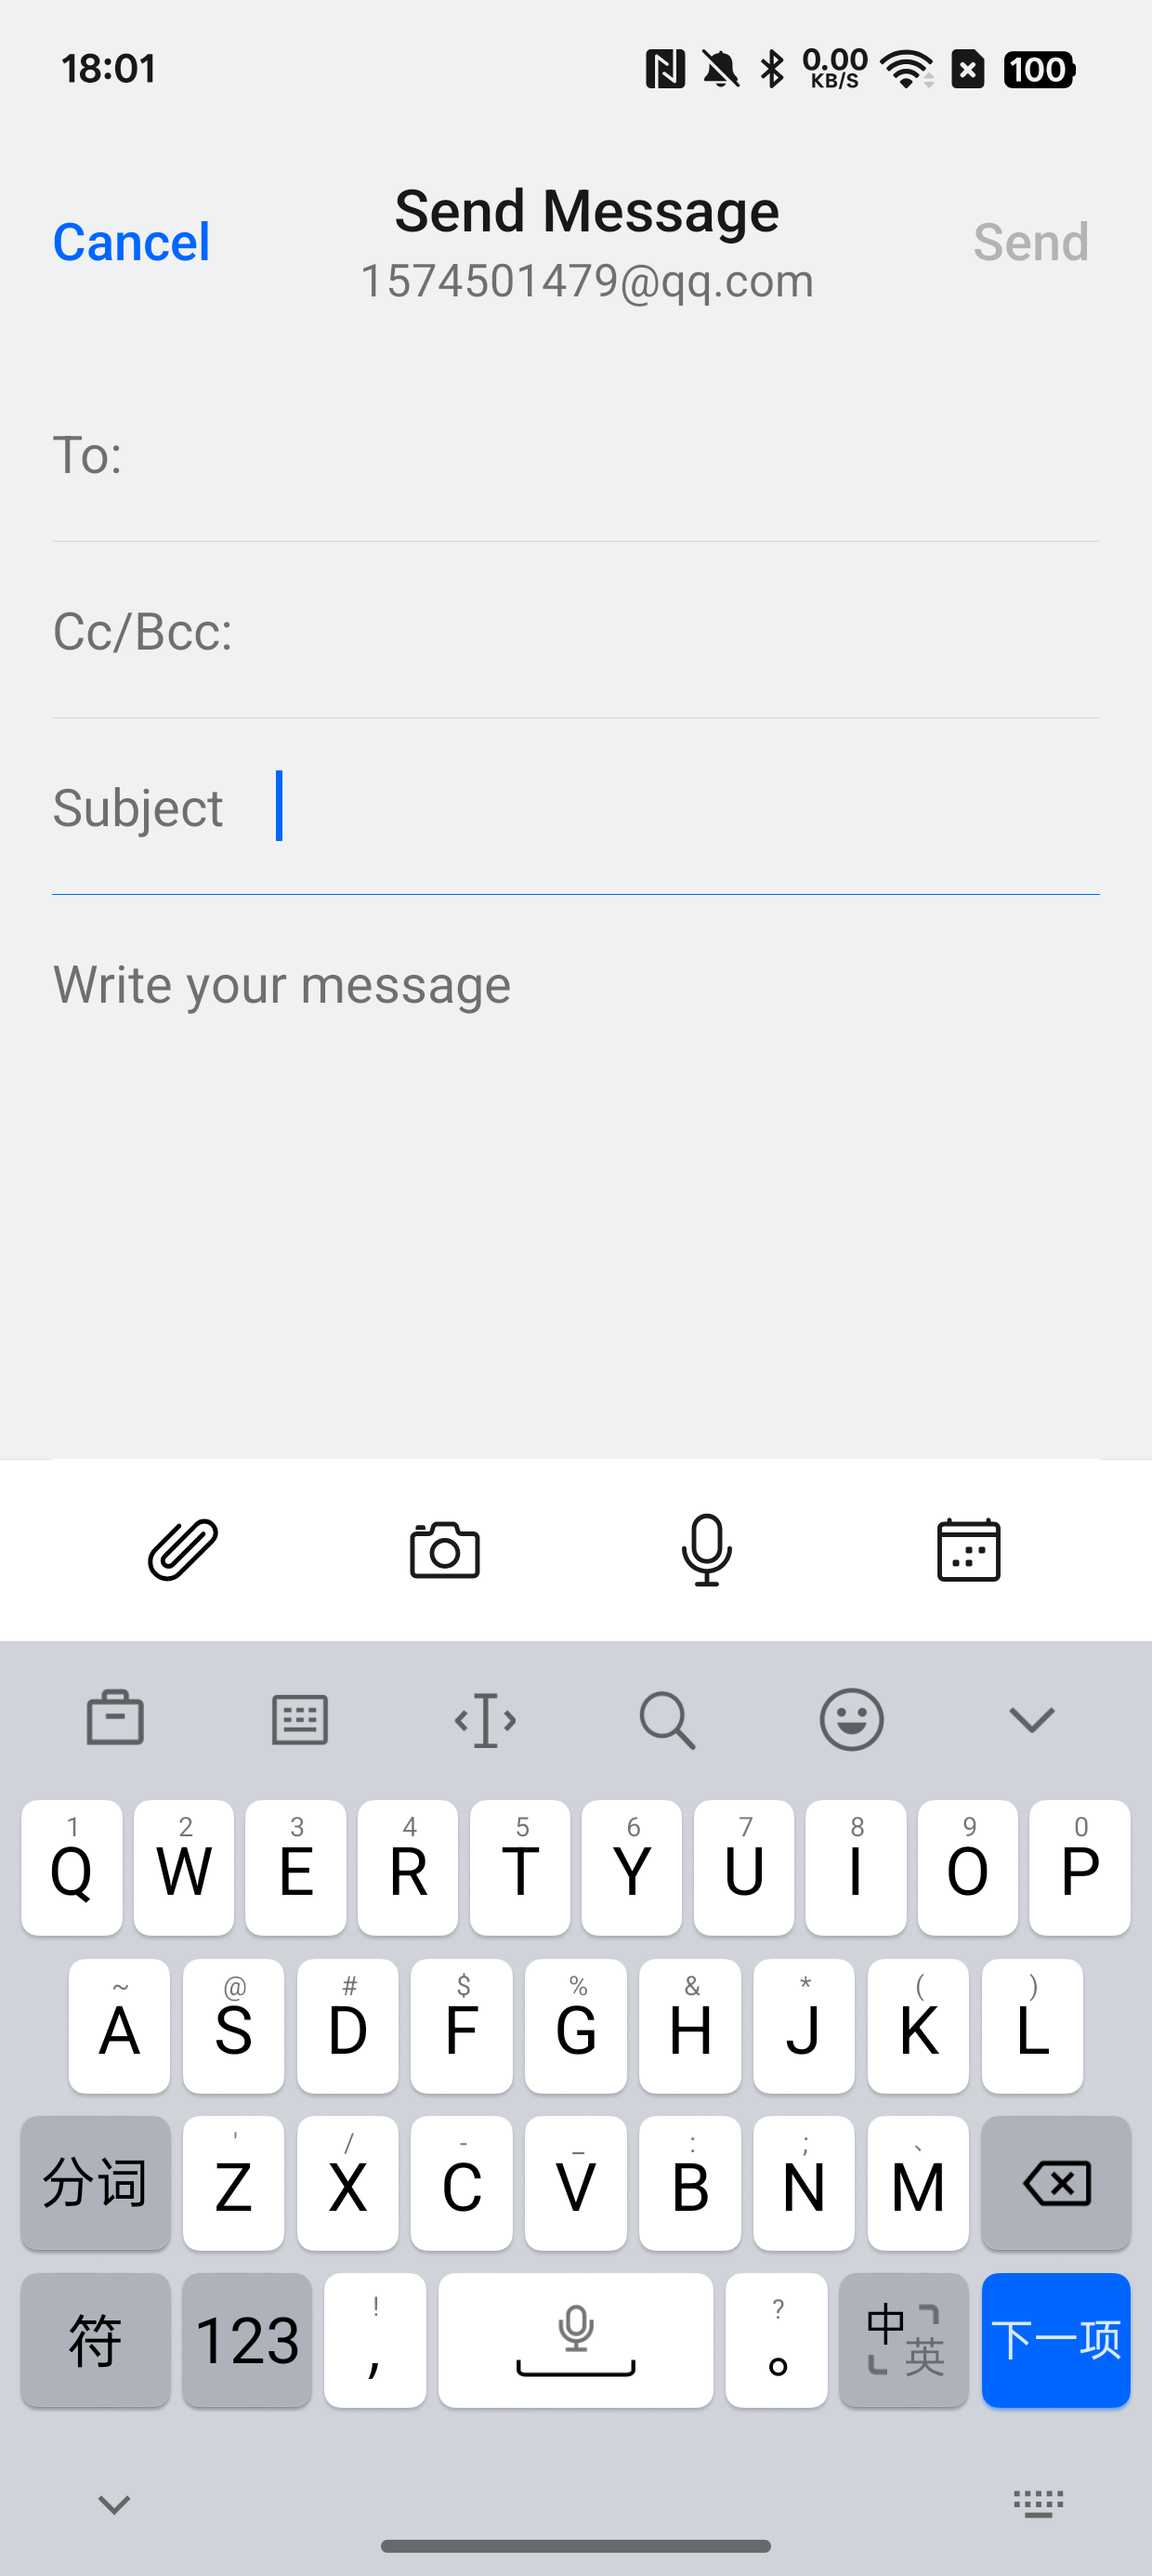 18:01
0.00
KB/S
100
Cancel
Send Message
Send
1574501479@qq.com
To:
Cc/Bcc:
Subject
Write your message
1 2 3 4 5 6 7 8 9 0
Q W E R T Y U I O P
~ @ # $ % & * ( )
A S D F G H J K L
' / - _ : ; 、
分词 Z X C V B N M
! ?
符 123 , 。 中 英 下一项